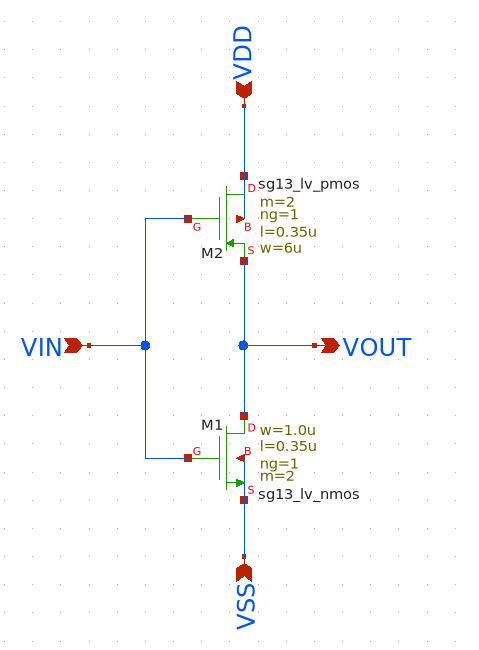 VDD
sg13_lv_pmos
D
m=2
ng=1
B
G
l=0.35u
w=6u
M2
S
VIN
VOUT
M1
D
w=1.0u
l=0.35u
G
B
ng=1
m=2
S
sg13_lv_nmos
VSS